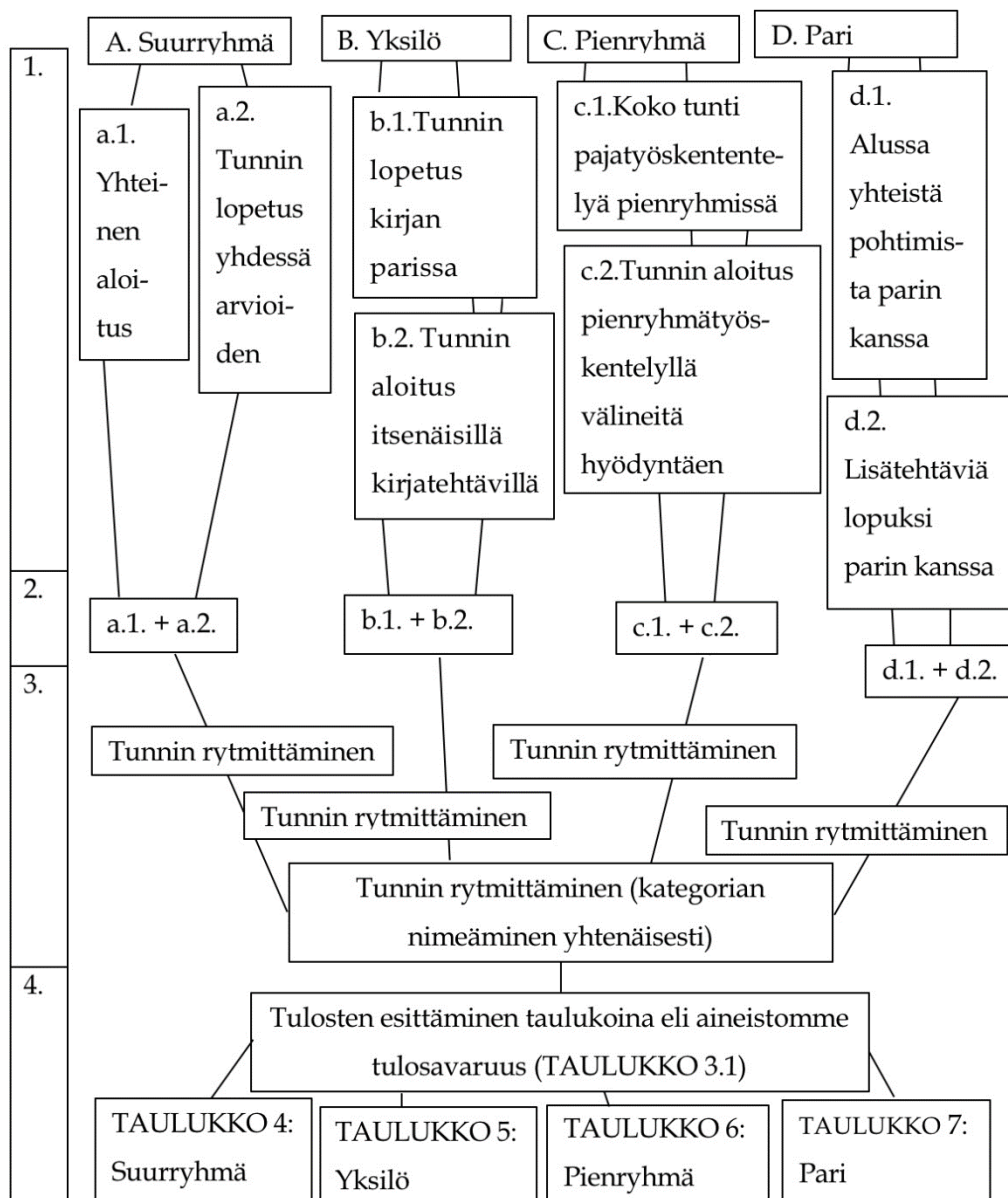 1.
A. Suurryhmä
B. Yksilö
C. Pienryhmä
D. Pari
a.1.
Yhtei-
nen
aloi-
tus
a.2.
Tunnin
lopetus
yhdessä
arvioi-
den
b.1.Tunnin
lopetus
kirjan
parissa
b.2. Tunnin
aloitus
itsenäisillä
kirjatehtävillä
c.1.Koko tunti
pajatyöskentente-
lyä pienryhmissä
c.2.Tunnin aloitus
pienryhmätyös-
kentelyllä
välineitä
hyödyntäen
d.1.
Alussa
yhteistä
pohtimis-
ta parin
kanssa
d.2.
Lisätehtäviä
lopuksi
parin kanssa
2.
a.1. + a.2.
b.1. + b.2.
c.1. + c.2.
d.1. + d.2.
3.
Tunnin rytmittäminen
Tunnin rytmittäminen
Tunnin rytmittäminen
Tunnin rytmittäminen
Tunnin rytmittäminen (kategorian
nimeäminen yhtenäisesti)
4.
Tulosten esittäminen taulukoina eli aineistomme
tulosavaruus (TAULUKKO 3.1)
TAULUKKO 4:
Suurryhmä
TAULUKKO 5:
Yksilö
TAULUKKO 6:
Pienryhmä
TAULUKKO 7:
Pari